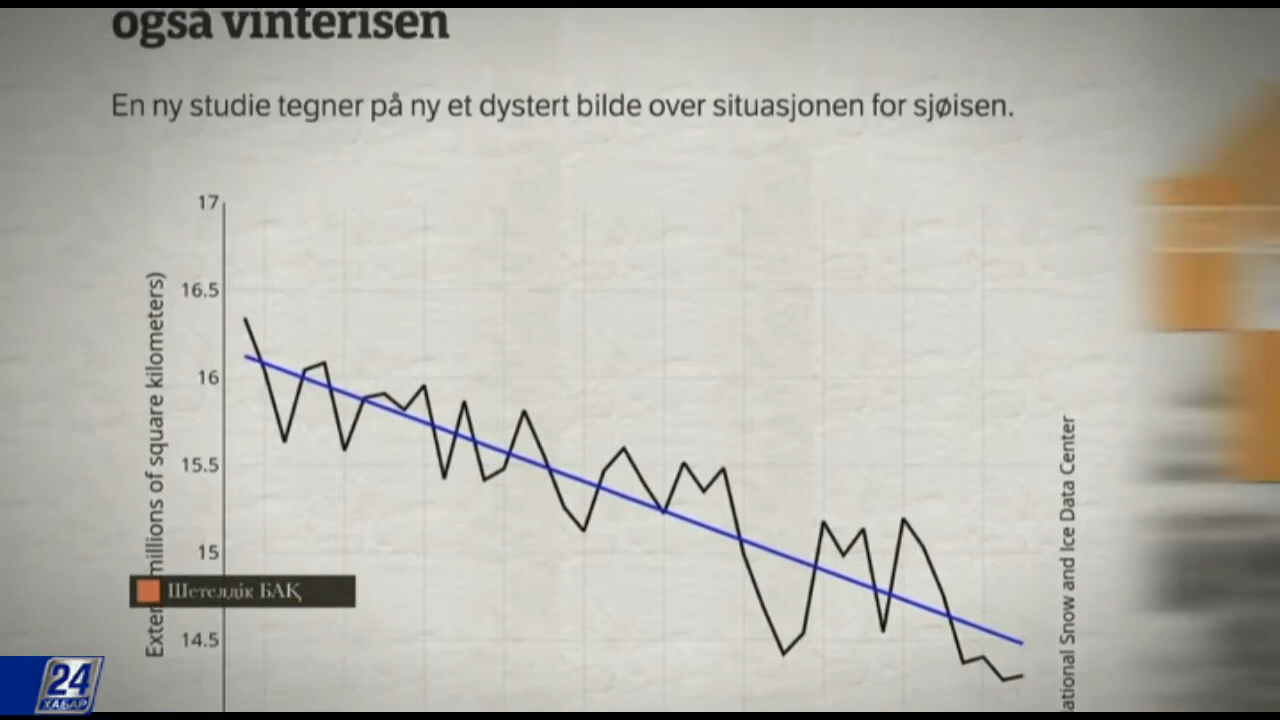 også vinterisen
En ny studie tegner på ny et dystert bilde over situasjonen for sjøisen.
17
16.5
16
15.5
15
14.5
millions of square kilometers)
Snow and Ice Data Center
Шетелдік БАҚ
24
ХАБАР